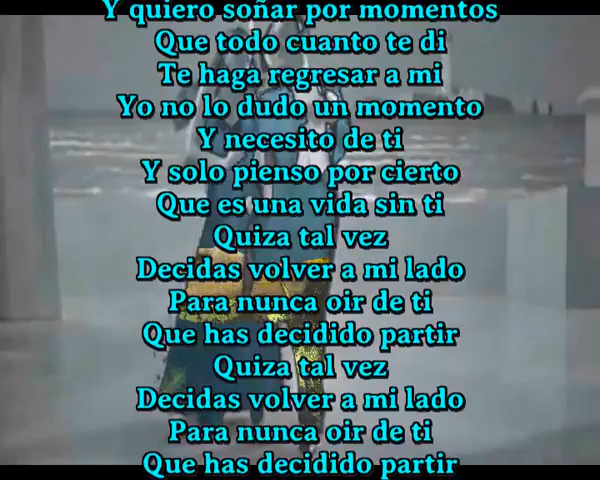 Y quiero soñar por momentos
Que todo cuanto te di
Te haga regresar a mi
Yo no lo dudo un momento
Y necesito de ti
Y solo pienso por cierto
Que es una vida sin ti
Quiza tal vez
Decidas volver a mi lado
Para nunca oir de ti
Que has decidido partir
Quiza tal vez
Decidas volver a mi lado
Para nunca oir de ti
Que has decidido partir